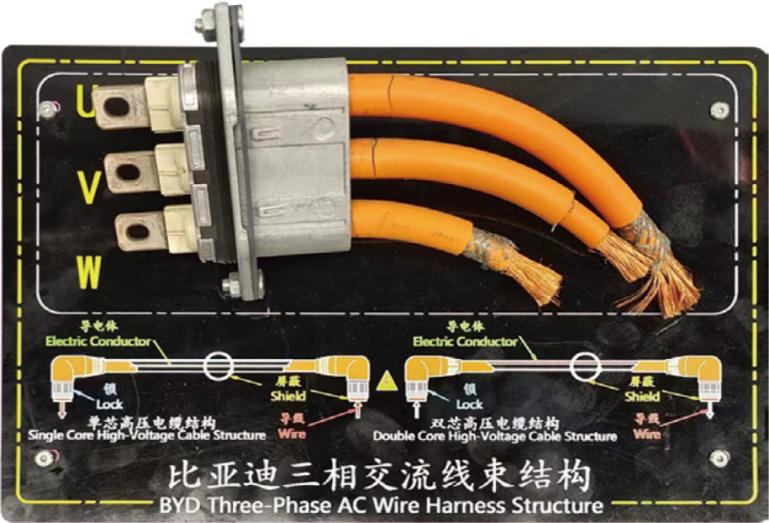 U
V
W
导电体
Electric Conductor
锁
Lock
屏蔽
Shield
导线
Wire
单芯高压电缆结构
Single Core High-Voltage Cable Structure
导电体
Electric Conductor
锁
Lock
屏蔽
Shield
导线
Wire
双芯高压电缆结构
Double Core High-Voltage Cable Structure
比亚迪三相交流线束结构
BYD Three-Phase AC Wire Harness Structure